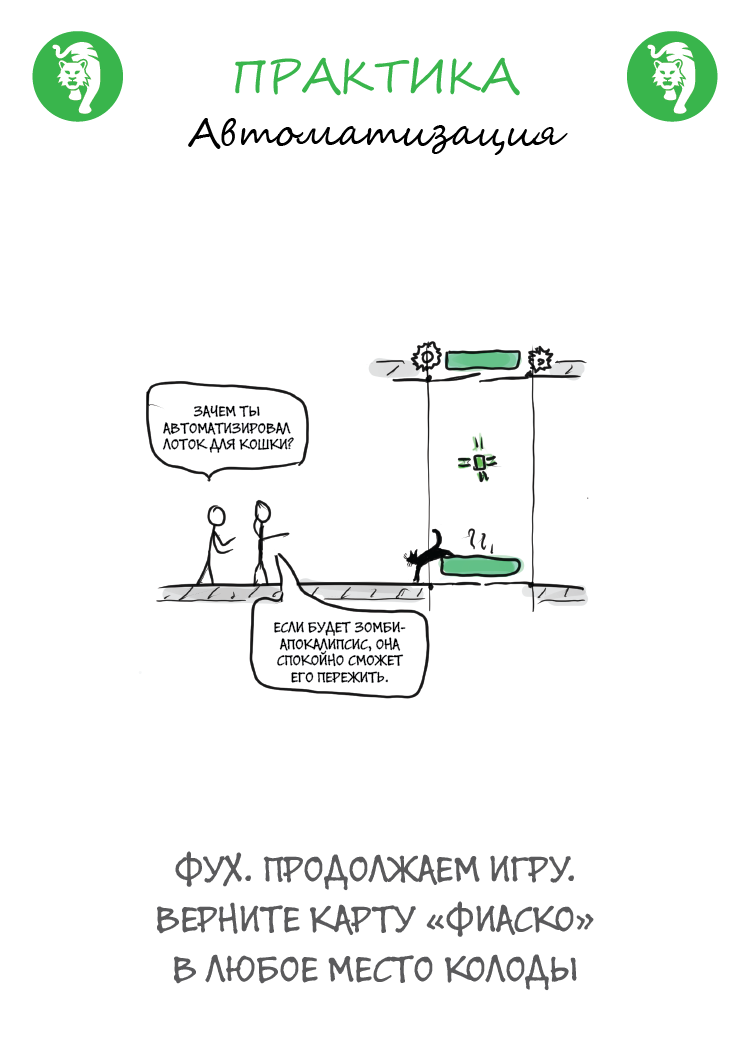 ПРАКТИКА
Автоматизация
ЗАЧЕМ ТЫ
АВТОМАТИЗИРОВАЛ
ЛОТОК ДЛЯ КОШКИ?
ЕСЛИ БУДЕТ ЗОМБИ-
АПОКАЛИПСИС, ОНА
СПОКОЙНО СМОЖЕТ
ЕГО ПЕРЕЖИТЬ.
ФУХ. ПРОДОЛЖАЕМ ИГРУ.
ВЕРНИТЕ КАРТУ «ФИАСКО»
В ЛЮБОЕ МЕСТО КОЛОДЫ